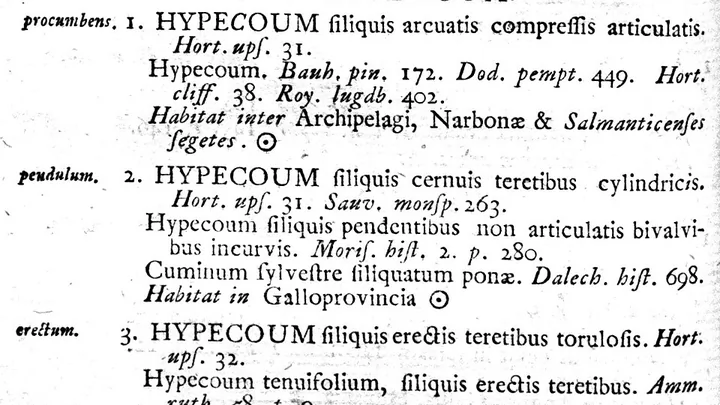 procumbens. 1. HYPECOUM ſiliquis arcuatis compreſſis articulatis.
Hort. upſ. 31.
Hypecoum. Bauh. pin. 172. Dod. pempt. 449. Hort.
cliff. 38. Roy. lugdb. 402.
Habitat inter Archipelagi, Narbonæ & Salmanticenſes
ſegetes. ☉
pendulum. 2. HYPECOUM ſiliquis cernuis teretibus cylindricis.
Hort. upſ. 31. Sauv. monſp. 263.
Hypecoum ſiliquis pendentibus non articulatis bivalvi-
bus incurvis. Moriſ. hiſt. 2. p. 280.
Cuminum ſylveſtre ſiliquatum ponæ. Dalech. hiſt. 698.
Habitat in Galloprovincia ☉
erectum. 3. HYPECOUM ſiliquis erectis teretibus toruloſis. Hort.
upſ. 32.
Hypecoum tenuifolium, ſiliquis erectis teretibus. Amm.